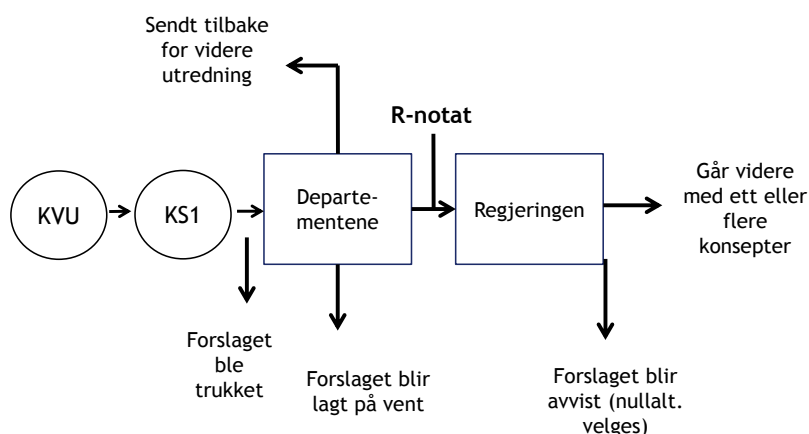 Sendt tilbake
for videre
utredning
R-notat
KVU
KS1
Departe-
mentene
Regjeringen
Går videre
med ett eller
flere
konsepter
Forslaget
ble
trukket
Forslaget blir
lagt på vent
Forslaget blir
avvist (nullalt.
velges)